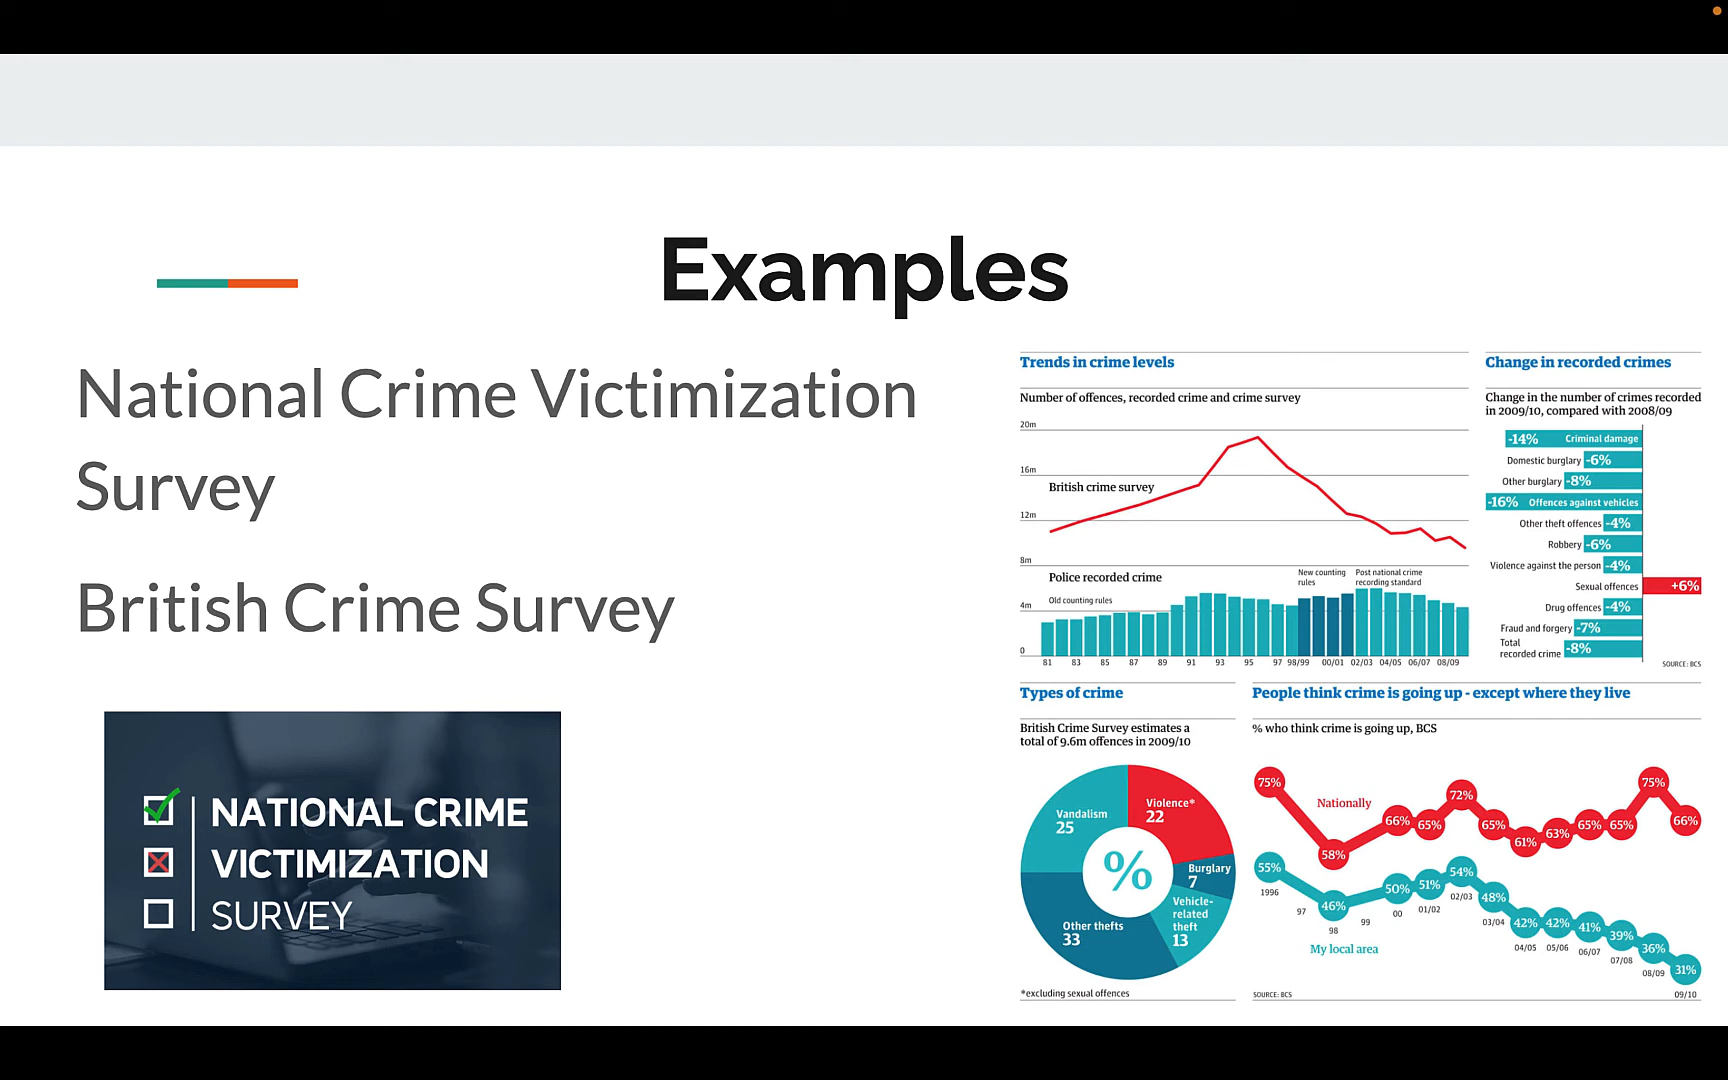 Examples
National Crime Victimization
Survey
British Crime Survey
NATIONAL CRIME
VICTIMIZATION
SURVEY
Trends in crime levels
Number of offences, recorded crime and crime survey
20m
16m
British crime survey
12m
8m
Police recorded crime
New counting
rules
Post national crime
recording standard
Old counting rules
4m
0
81 83 85 87 89 91 93 95 97 98/99 00/01 02/03 04/05 06/07 08/09
Change in recorded crimes
Change in the number of crimes recorded
in 2009/10, compared with 2008/09
-14% Criminal damage
Domestic burglary -6%
Other burglary -8%
-16% Offences against vehicles
Other theft offences -4%
Robbery -6%
Violence against the person -4%
Sexual offences +6%
Drug offences -4%
Fraud and forgery -7%
Total
recorded crime -8%
SOURCE: BCS
Types of crime
British Crime Survey estimates a
total of 9.6m offences in 2009/10
Vandalism
25
Violence*
22
Burglary
7
Vehicle-
related
theft
13
Other thefts
33
%
*excluding sexual offences
People think crime is going up - except where they live
% who think crime is going up, BCS
Nationally
75% 58% 66% 65% 72% 65% 61% 63% 65% 65% 75% 66%
55% 46% 50% 51% 54% 48% 42% 42% 41% 39% 36% 31%
1996 97 98 99 00 01/02 02/03 03/04 04/05 05/06 06/07 07/08 08/09 09/10
My local area
SOURCE: BCS